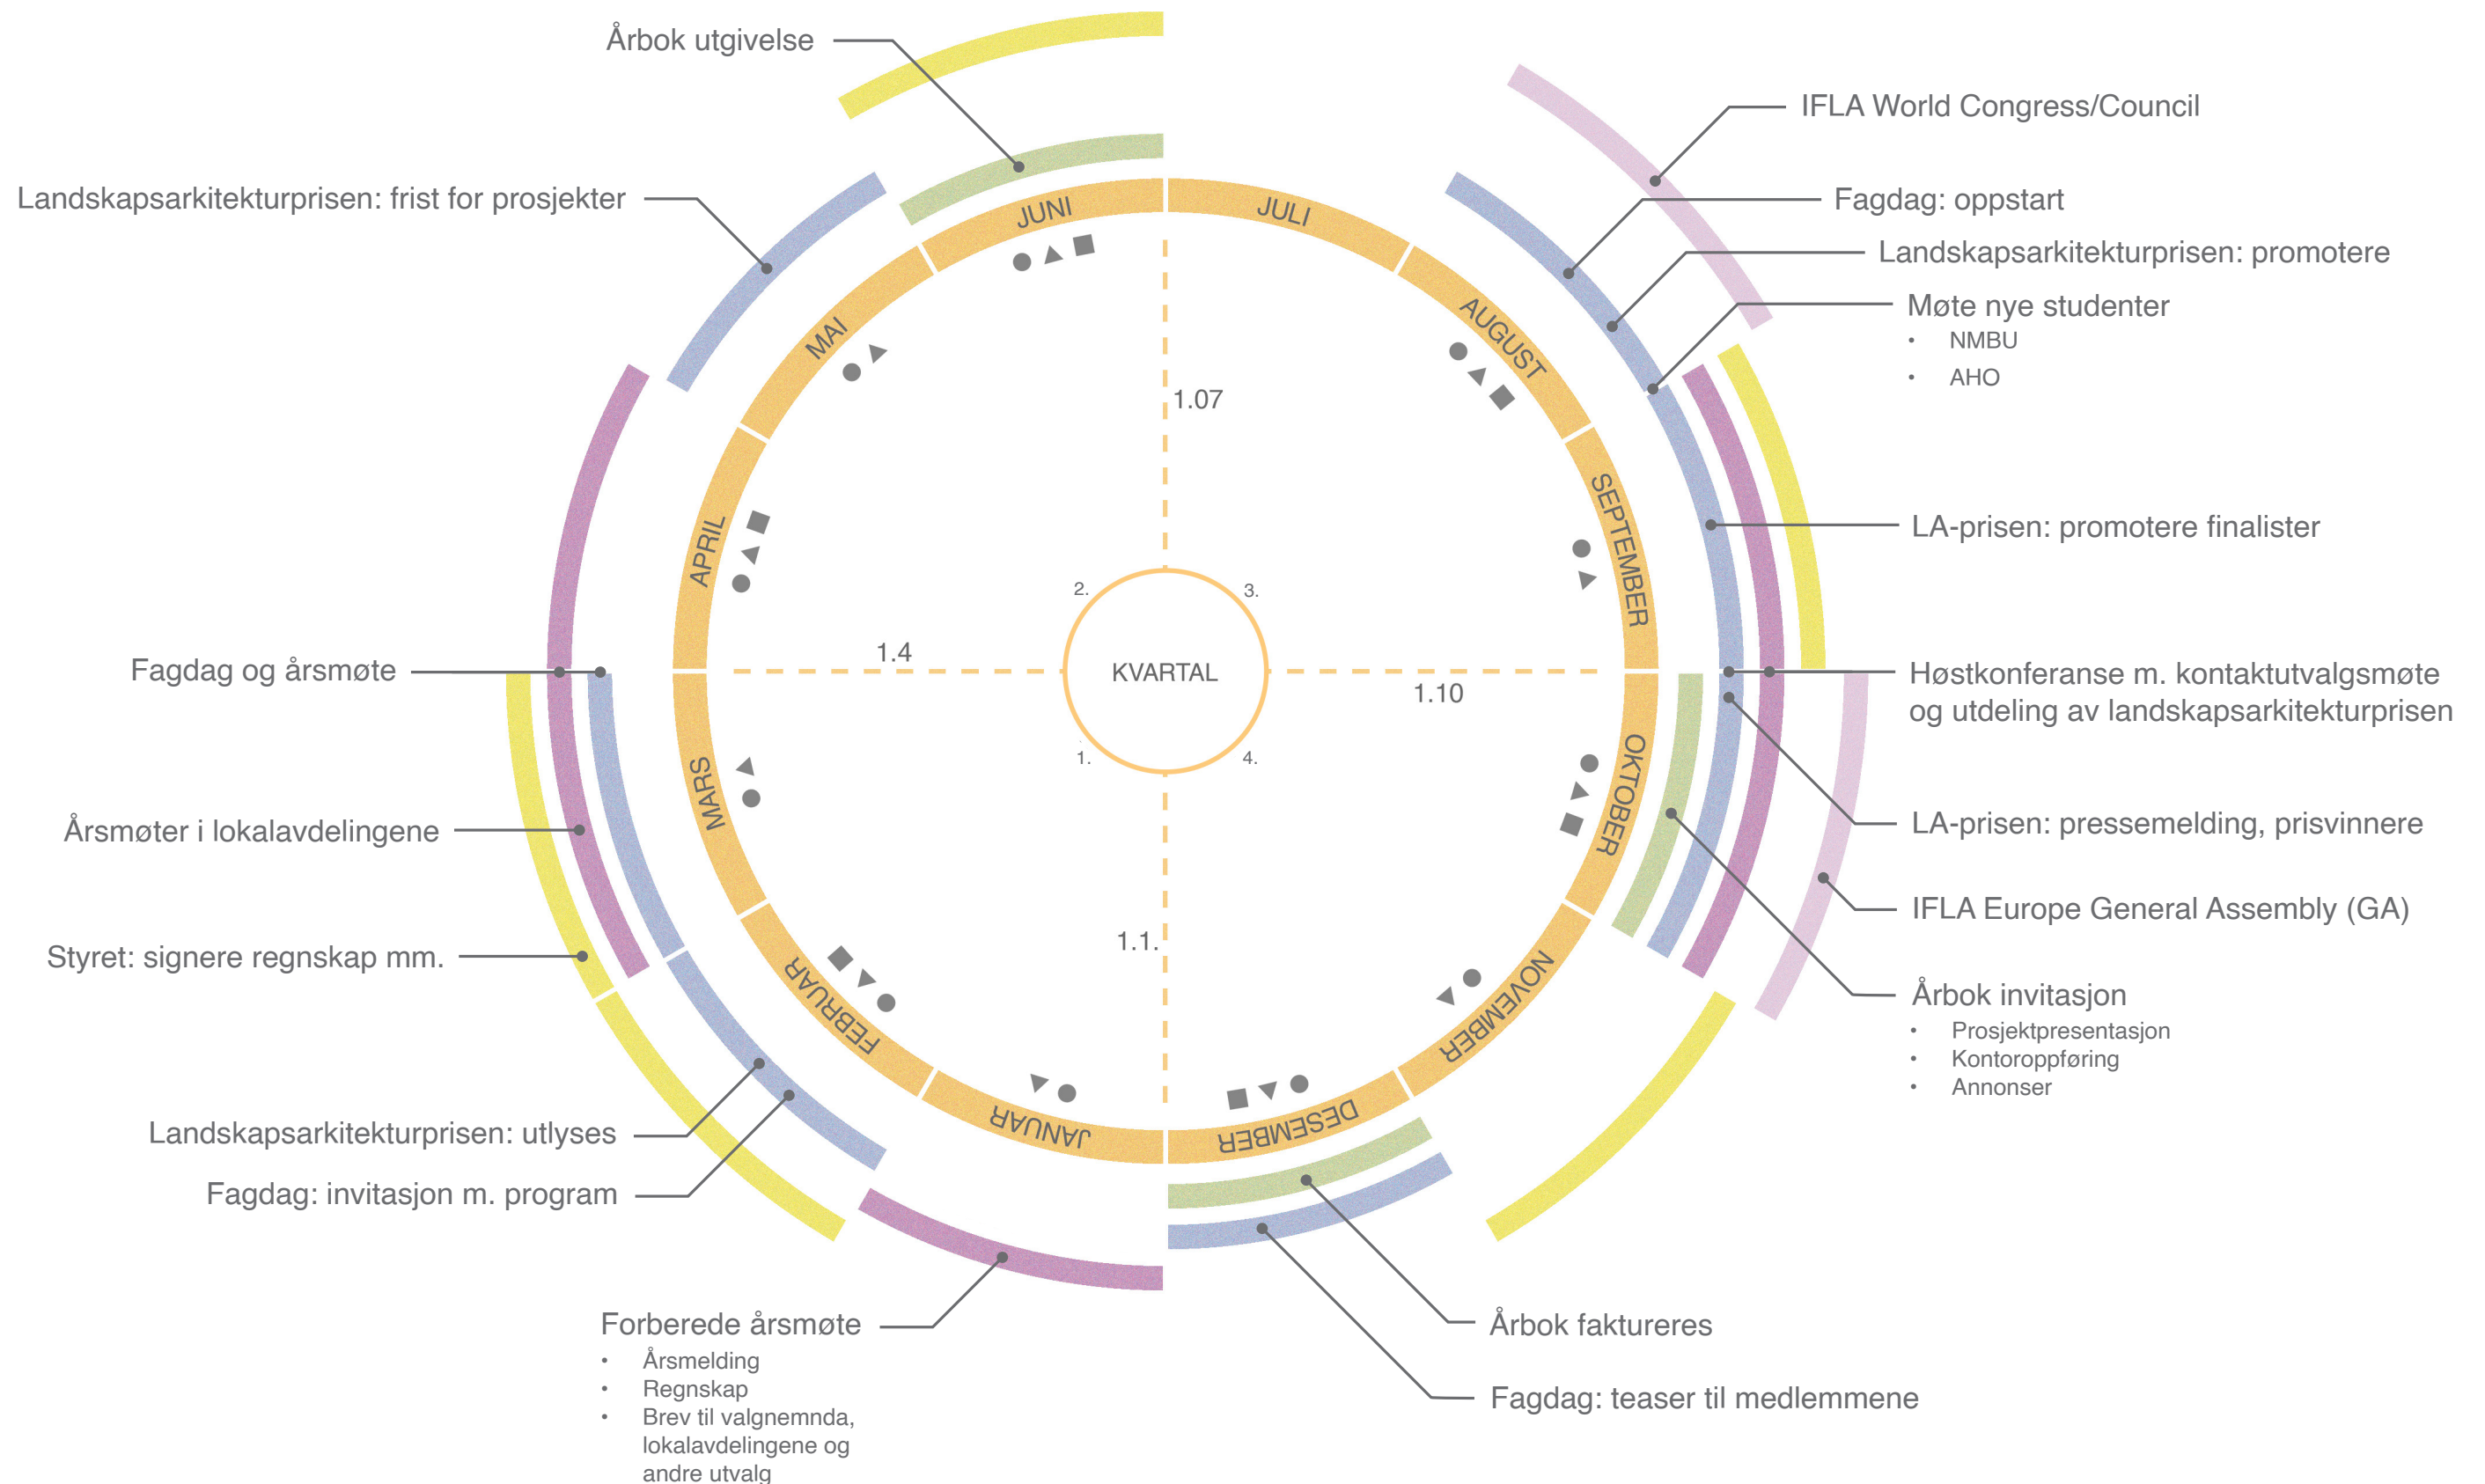 Årbok utgivelse
Landskapsarkitekturprisen: frist for prosjekter
IFLA World Congress/Council
Fagdag: oppstart
Landskapsarkitekturprisen: promotere
Møte nye studenter
• NMBU
• AHO
JUNI
JULI
MAI
AUGUST
APRIL
SEPTEMBER
1.07
LA-prisen: promotere finalister
2.
3.
1.4
KVARTAL
1.10
1.
4.
Fagdag og årsmøte
Høstkonferanse m. kontaktutvalgsmøte
og utdeling av landskapsarkitekturprisen
MARS
OKTOBER
Årsmøter i lokalavdelingene
LA-prisen: pressemelding, prisvinnere
1.1.
IFLA Europe General Assembly (GA)
Styret: signere regnskap mm.
FEBRUAR
NOVEMBER
Årbok invitasjon
• Prosjektpresentasjon
• Kontoroppføring
• Annonser
JANUAR
DESEMBER
Landskapsarkitekturprisen: utlyses
Fagdag: invitasjon m. program
Forberede årsmøte
• Årsmelding
• Regnskap
• Brev til valgnemnda,
lokalavdelingene og
andre utvalg
Årbok faktureres
Fagdag: teaser til medlemmene